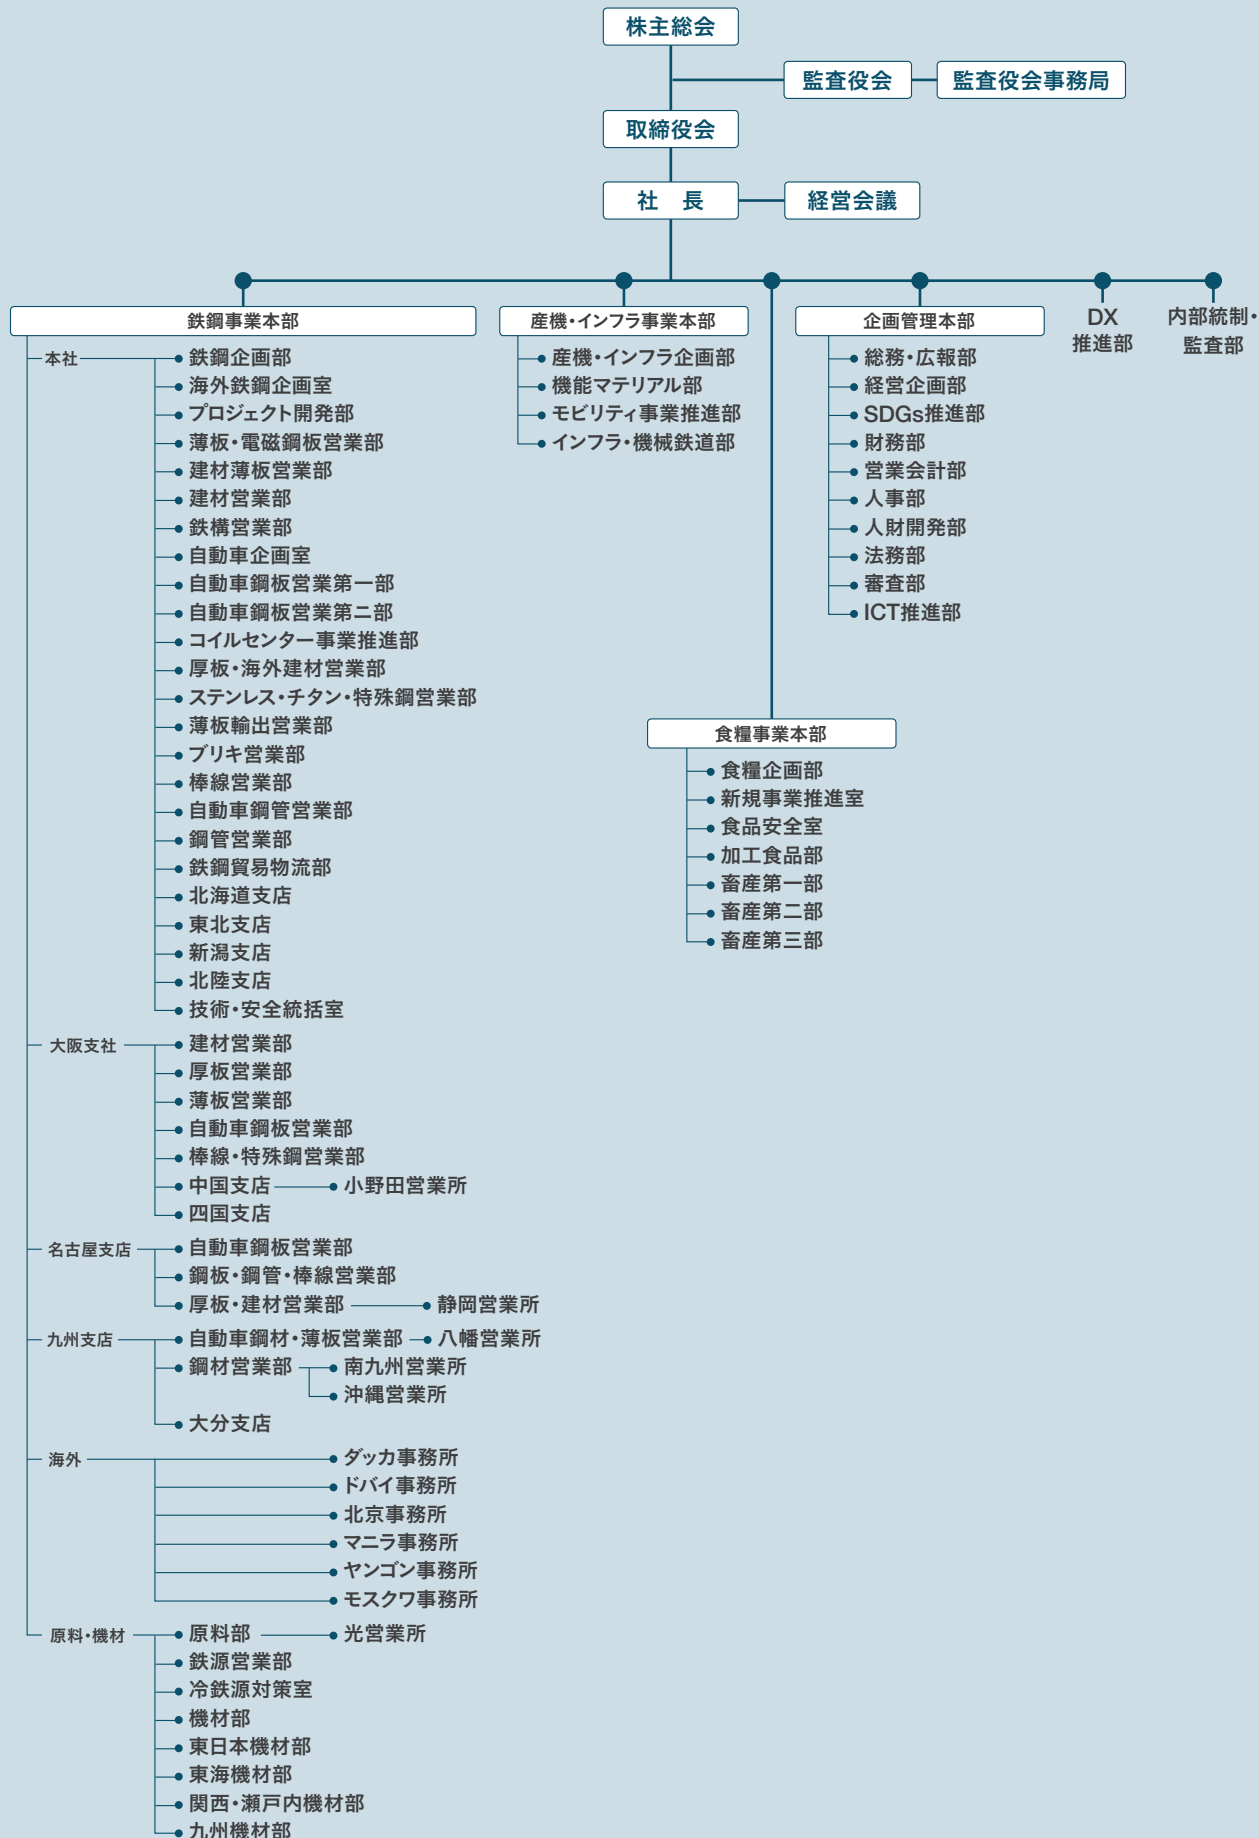 株主総会
監査役会
監査役会事務局
取締役会
社　長
経営会議
鉄鋼事業本部
本社
鉄鋼企画部
海外鉄鋼企画室
プロジェクト開発部
薄板・電磁鋼板営業部
建材薄板営業部
建材営業部
鉄構営業部
自動車企画室
自動車鋼板営業第一部
自動車鋼板営業第ニ部
コイルセンター事業推進部
厚板・海外建材営業部
ステンレス・チタン・特殊鋼営業部
薄板輸出営業部
ブリキ営業部
棒線営業部
自動車鋼管営業部
鋼管営業部
鉄鋼貿易物流部
北海道支店
東北支店
新潟支店
北陸支店
技術・安全統括室
大阪支社
建材営業部
厚板営業部
薄板営業部
自動車鋼板営業部
棒線・特殊鋼営業部
中国支店
小野田営業所
四国支店
名古屋支店
自動車鋼板営業部
鋼板・鋼管・棒線営業部
厚板・建材営業部
静岡営業所
九州支店
自動車鋼材・薄板営業部
八幡営業所
鋼材営業部
南九州営業所
沖縄営業所
大分支店
海外
ダッカ事務所
ドバイ事務所
北京事務所
マニラ事務所
ヤンゴン事務所
モスクワ事務所
原料・機材
原料部
光営業所
鉄源営業部
冷鉄源対策室
機材部
東日本機材部
東海機材部
関西・瀬戸内機材部
九州機材部
産機・インフラ事業本部
産機・インフラ企画部
機能マテリアル部
モビリティ事業推進部
インフラ・機械鉄道部
食糧事業本部
食糧企画部
新規事業推進室
食品安全室
加工食品部
畜産第一部
畜産第二部
畜産第三部
企画管理本部
総務・広報部
経営企画部
SDGs推進部
財務部
営業会計部
人事部
人財開発部
法務部
審査部
ICT推進部
DX
推進部
内部統制・
監査部